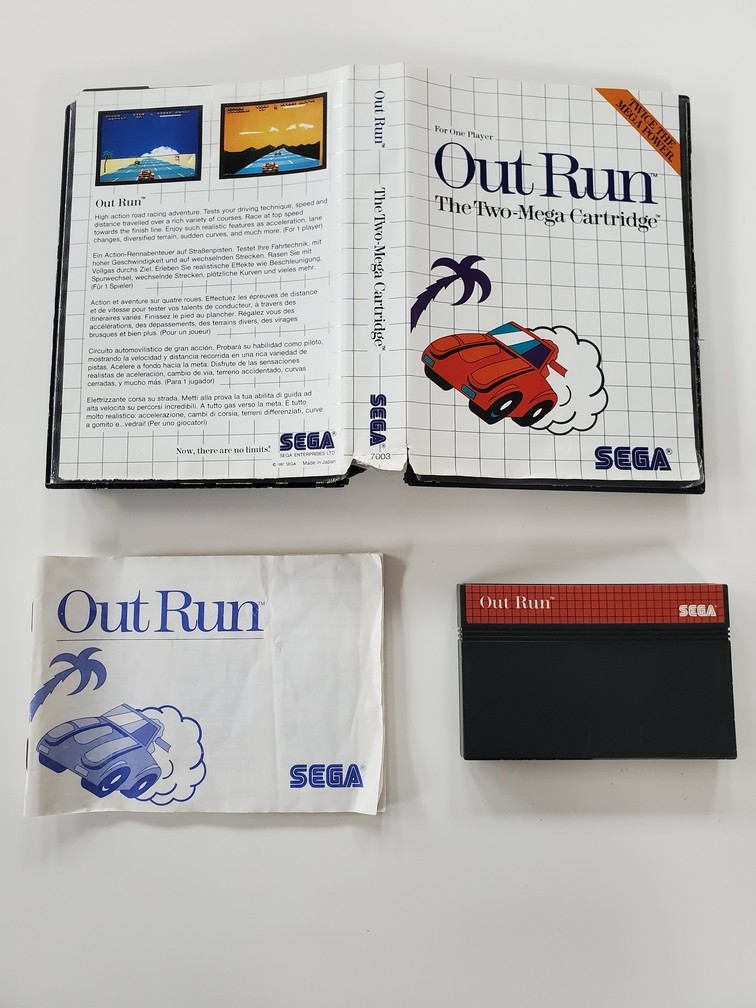 Out Run™
High action road racing adventure. Tests your driving technique, speed and
distance travelled over a rich variety of courses. Race at top speed
towards the finish line. Enjoy such realistic features as acceleration, lane
changes, diversified terrain, sudden curves, and much more. (For 1 player)
Ein Action-Rennabenteuer auf Straßenpisten. Testet Ihre Fahrtechnik, mit
hoher Geschwindigkeit und auf wechselnden Strecken. Rasen Sie mit
Vollgas durchs Ziel. Erleben Sie realistische Effekte wie Beschleunigung,
Spurwechsel, wechselnde Strecken, plötzliche Kurven und vieles mehr.
(Für 1 Spieler)
Action et aventure sur quatre roues. Effectuez les épreuves de distance
et de vitesse pour tester vos talents de conducteur, à travers des
itinéraires variés. Finissez le pied au plancher. Régalez vous des
accélérations, des dépassements, des terrains divers, des virages
brusques et bien plus. (Pour un joueur)
Circuito automovilístico de gran acción. Probará su habilidad como piloto,
mostrando la velocidad y distancia recorrida en una rica variedad de
pistas. Acelere a fondo hacia la meta. Disfrute de las sensaciones
realistas de aceleración, cambio de vía, terreno accidentado, curvas
cerradas, y mucho más. (Para 1 jugador)
Elettrizzante corsa su strada. Metti alla prova la tua abilità di guida ad
alta velocità su percorsi incredibili. A tutto gas verso la meta. È tutto
molto realistico: accelerazione, cambi di corsia, terreni differenziati, curve
a gomito e...vedrai! (Per uno giocatori)
Now, there are no limits.®
SEGA®
SEGA ENTERPRISES LTD.
© 1987 SEGA Made in Japan
Out Run™
The Two-Mega Cartridge™
SEGA®
7003
TWICE THE
MEGA POWER.
For One Player
Out Run™
The Two-Mega Cartridge™
SEGA®
Out Run™
SEGA®
Out Run™
SEGA®